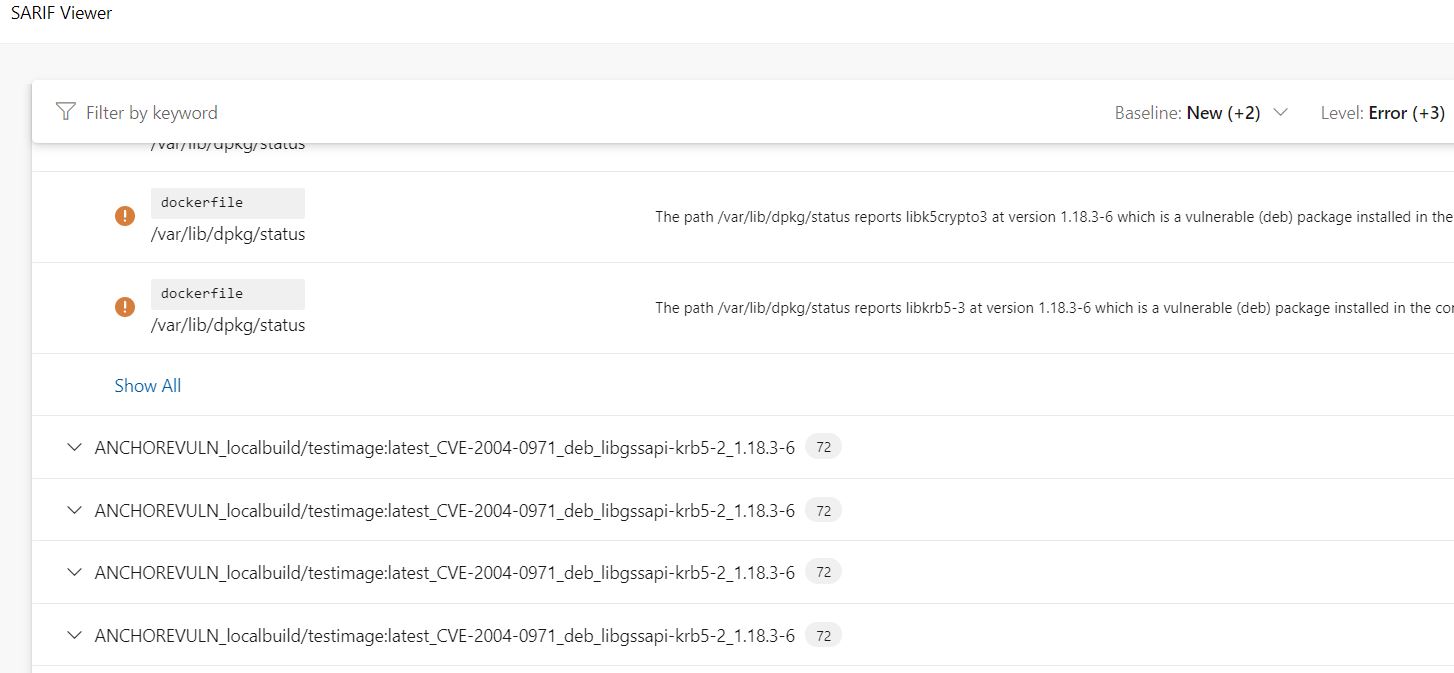 SARIF Viewer
Filter by keyword Baseline: New (+2) Level: Error (+3)
/var/lib/dpkg/status
dockerfile
/var/lib/dpkg/status The path /var/lib/dpkg/status reports libk5crypto3 at version 1.18.3-6 which is a vulnerable (deb) package installed in the
dockerfile
/var/lib/dpkg/status The path /var/lib/dpkg/status reports libkrb5-3 at version 1.18.3-6 which is a vulnerable (deb) package installed in the
Show All
ANCHOREVULN_localbuild/testimage:latest_CVE-2004-0971_deb_libgssapi-krb5-2_1.18.3-6 72
ANCHOREVULN_localbuild/testimage:latest_CVE-2004-0971_deb_libgssapi-krb5-2_1.18.3-6 72
ANCHOREVULN_localbuild/testimage:latest_CVE-2004-0971_deb_libgssapi-krb5-2_1.18.3-6 72
ANCHOREVULN_localbuild/testimage:latest_CVE-2004-0971_deb_libgssapi-krb5-2_1.18.3-6 72